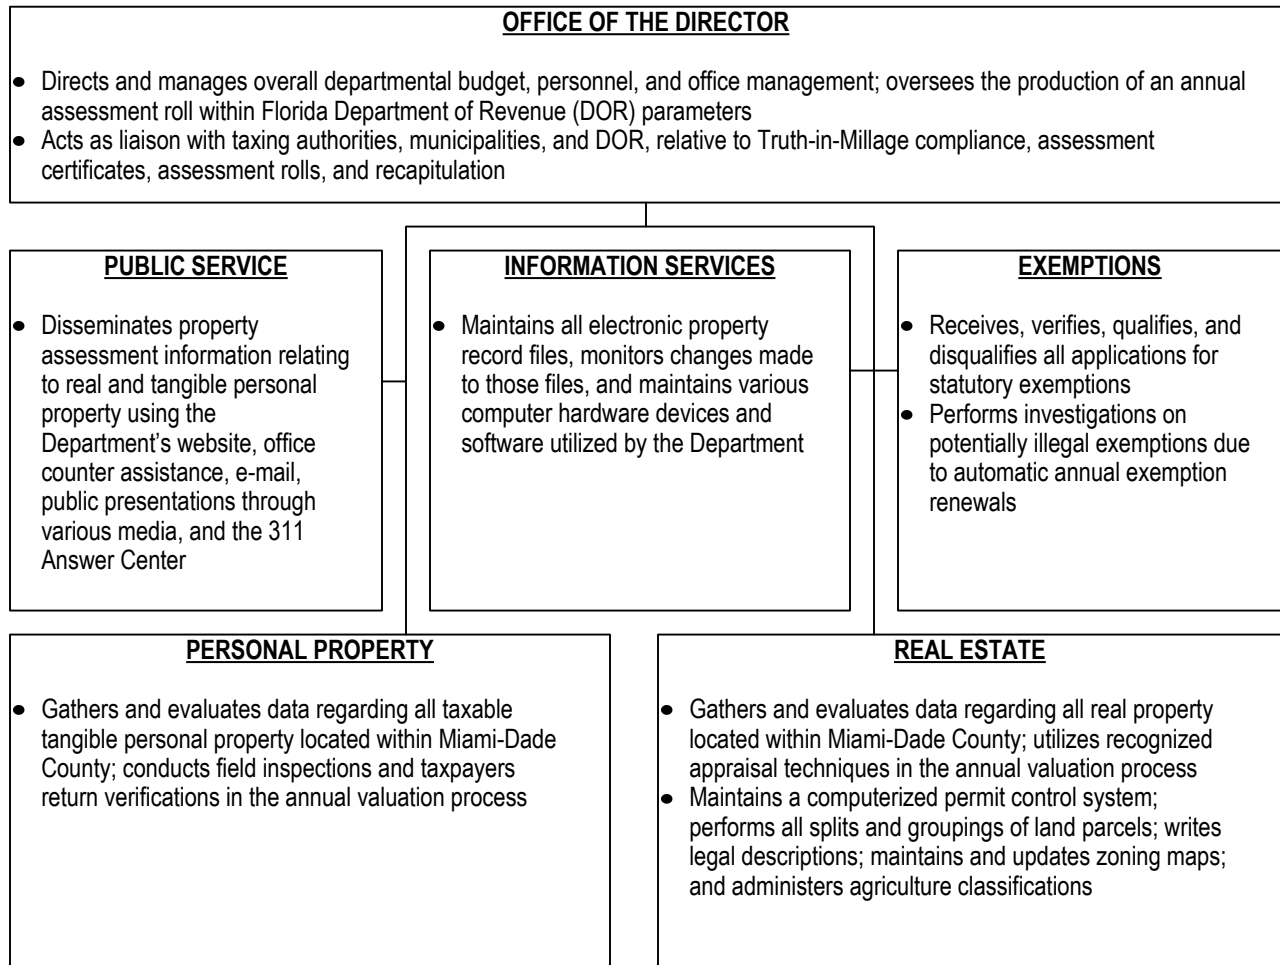 OFFICE OF THE DIRECTOR
● Directs and manages overall departmental budget, personnel, and office management; oversees the production of an annual
assessment roll within Florida Department of Revenue (DOR) parameters
● Acts as liaison with taxing authorities, municipalities, and DOR, relative to Truth-in-Millage compliance, assessment
certificates, assessment rolls, and recapitulation
PUBLIC SERVICE
● Disseminates property
assessment information relating
to real and tangible personal
property using the
Department’s website, office
counter assistance, e-mail,
public presentations through
various media, and the 311
Answer Center
INFORMATION SERVICES
● Maintains all electronic property
record files, monitors changes made
to those files, and maintains various
computer hardware devices and
software utilized by the Department
EXEMPTIONS
● Receives, verifies, qualifies, and
disqualifies all applications for
statutory exemptions
● Performs investigations on
potentially illegal exemptions due
to automatic annual exemption
renewals
PERSONAL PROPERTY
● Gathers and evaluates data regarding all taxable
tangible personal property located within Miami-Dade
County; conducts field inspections and taxpayers
return verifications in the annual valuation process
REAL ESTATE
● Gathers and evaluates data regarding all real property
located within Miami-Dade County; utilizes recognized
appraisal techniques in the annual valuation process
● Maintains a computerized permit control system;
performs all splits and groupings of land parcels; writes
legal descriptions; maintains and updates zoning maps;
and administers agriculture classifications